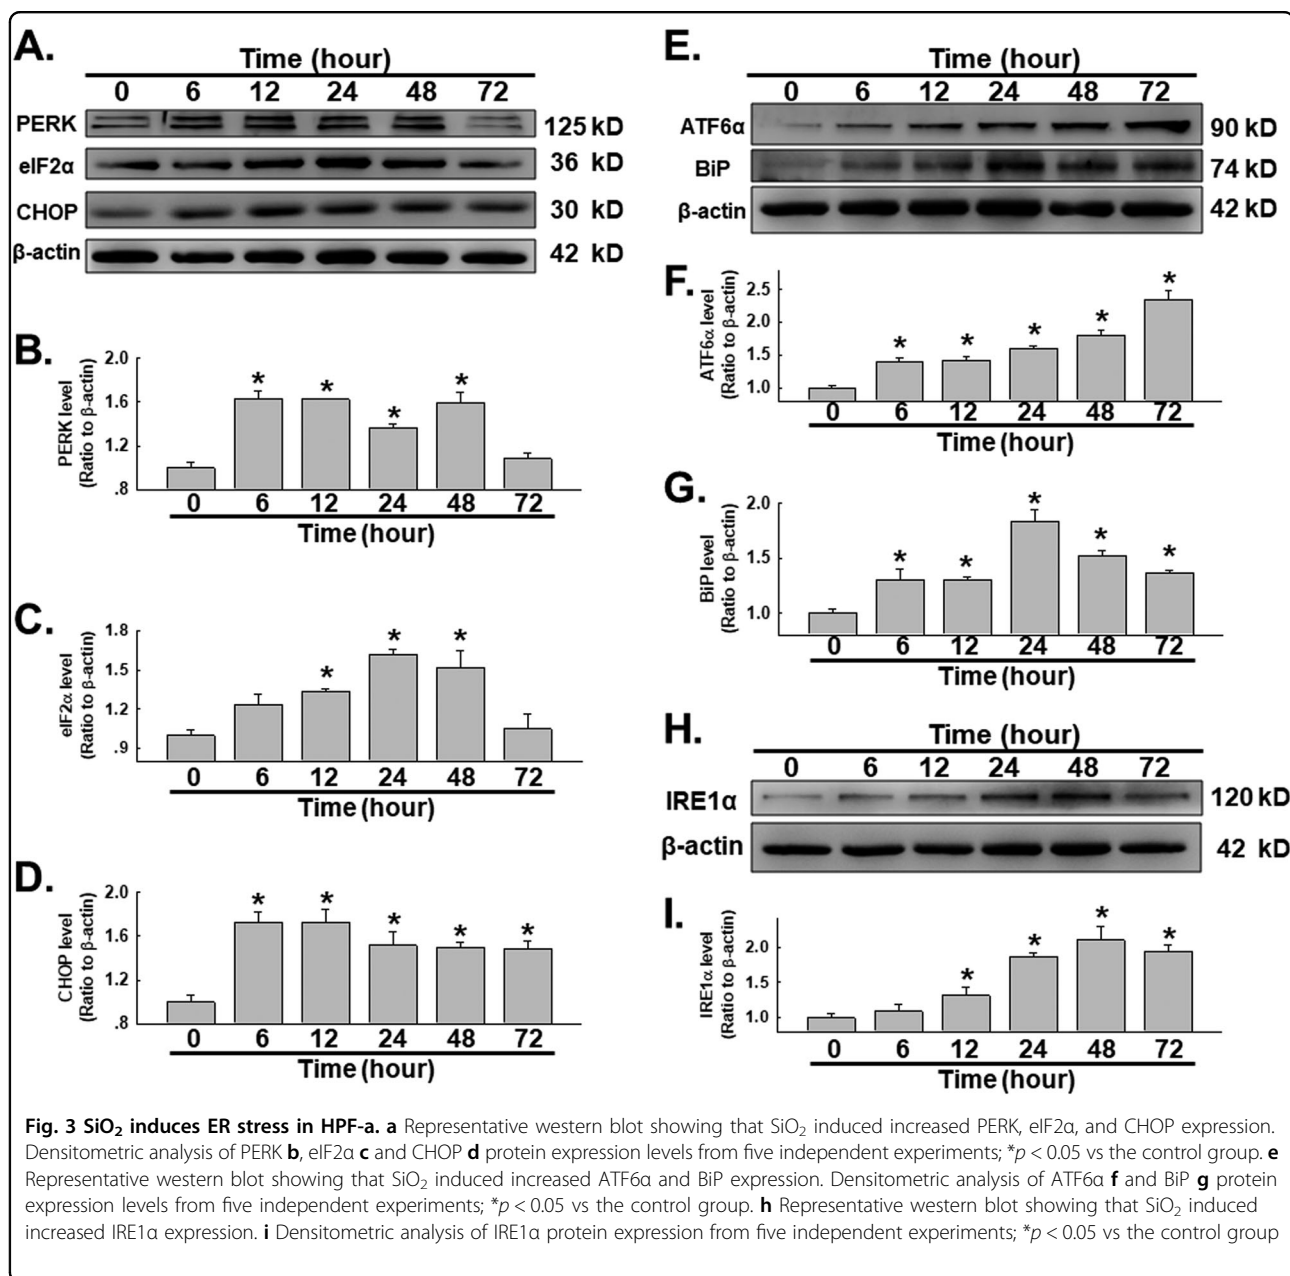 A.
Time (hour)
0 6 12 24 48 72
PERK 125 kD
eIF2α 36 kD
CHOP 30 kD
β-actin 42 kD
B.
PERK level
(Ratio to β-actin)
2.0
1.6
1.2
.8
* * * *
0 6 12 24 48 72
Time (hour)
C.
eIF2α level
(Ratio to β-actin)
1.8
1.5
1.2
.9
* * *
0 6 12 24 48 72
Time (hour)
D.
CHOP level
(Ratio to β-actin)
2.0
1.6
1.2
.8
* * * * *
0 6 12 24 48 72
Time (hour)
E.
Time (hour)
0 6 12 24 48 72
ATF6α 90 kD
BiP 74 kD
β-actin 42 kD
F.
ATF6α level
(Ratio to β-actin)
2.5
2.0
1.5
1.0
* * * * *
0 6 12 24 48 72
Time (hour)
G.
BiP level
(Ratio to β-actin)
2.0
1.5
1.0
* * * * *
0 6 12 24 48 72
Time (hour)
H.
Time (hour)
0 6 12 24 48 72
IRE1α 120 kD
β-actin 42 kD
I.
IRE1α level
(Ratio to β-actin)
2.0
1.5
1.0
* * * *
0 6 12 24 48 72
Time (hour)
Fig. 3 SiO₂ induces ER stress in HPF-a. a Representative western blot showing that SiO₂ induced increased PERK, eIF2α, and CHOP expression.
Densitometric analysis of PERK b, eIF2α c and CHOP d protein expression levels from five independent experiments; *p < 0.05 vs the control group. e
Representative western blot showing that SiO₂ induced increased ATF6α and BiP expression. Densitometric analysis of ATF6α f and BiP g protein
expression levels from five independent experiments; *p < 0.05 vs the control group. h Representative western blot showing that SiO₂ induced
increased IRE1α expression. i Densitometric analysis of IRE1α protein expression from five independent experiments; *p < 0.05 vs the control group